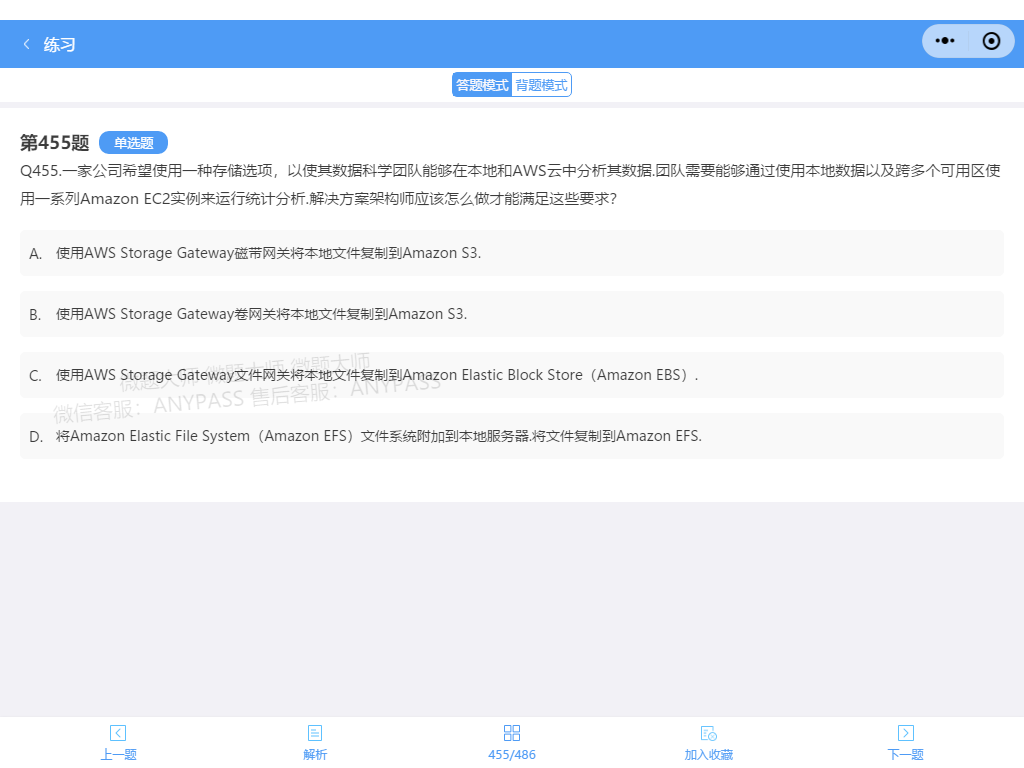 练习
答题模式 背题模式
第455题 单选题
Q455.一家公司希望使用一种存储选项，以使其数据科学团队能够在本地和AWS云中分析其数据.团队需要能够通过使用本地数据以及跨多个可用区使
用一系列Amazon EC2实例来运行统计分析.解决方案架构师应该怎么做才能满足这些要求?
A. 使用AWS Storage Gateway磁带网关将本地文件复制到Amazon S3.
B. 使用AWS Storage Gateway卷网关将本地文件复制到Amazon S3.
微题大师 微题大师 微题大师
C. 使用AWS Storage Gateway文件网关将本地文件复制到Amazon Elastic Block Store（Amazon EBS）.
微信客服：ANYPASS 售后客服：ANYPASS
D. 将Amazon Elastic File System（Amazon EFS）文件系统附加到本地服务器.将文件复制到Amazon EFS.
上一题 解析 455/486 加入收藏 下一题